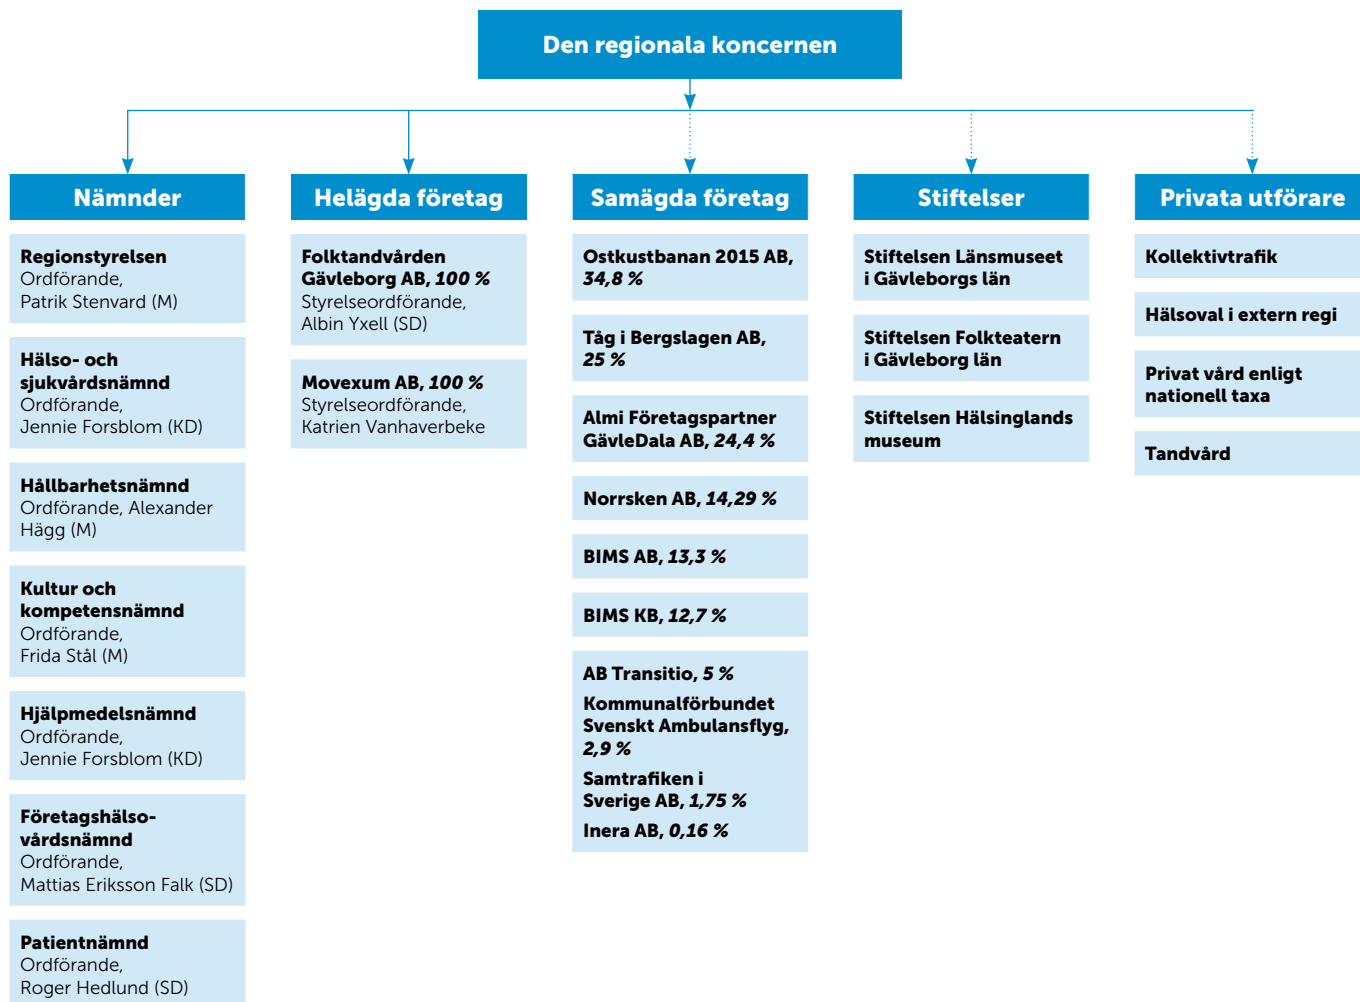 Den regionala koncernen
Nämnder
Regionstyrelsen
Ordförande,
Patrik Stenvard (M)
Hälso- och
sjukvårdsnämnd
Ordförande,
Jennie Forsblom (KD)
Hållbarhetsnämnd
Ordförande, Alexander
Hägg (M)
Kultur och
kompetensnämnd
Ordförande,
Frida Stål (M)
Hjälpmedelsnämnd
Ordförande,
Jennie Forsblom (KD)
Företagshälso-
vårdsnämnd
Ordförande,
Mattias Eriksson Falk (SD)
Patientnämnd
Ordförande,
Roger Hedlund (SD)
Helägda företag
Folktandvården
Gävleborg AB, 100 %
Styrelseordförande,
Albin Yxell (SD)
Movexum AB, 100 %
Styrelseordförande,
Katrien Vanhaverbeke
Samägda företag
Ostkustbanan 2015 AB,
34,8 %
Tåg i Bergslagen AB,
25 %
Almi Företagspartner
GävleDala AB, 24,4 %
Norrsken AB, 14,29 %
BIMS AB, 13,3 %
BIMS KB, 12,7 %
AB Transitio, 5 %
Kommunalförbundet
Svenskt Ambulansflyg,
2,9 %
Samtrafiken i
Sverige AB, 1,75 %
Inera AB, 0,16 %
Stiftelser
Stiftelsen Länsmuseet
i Gävleborgs län
Stiftelsen Folkteatern
i Gävleborg län
Stiftelsen Hälsinglands
museum
Privata utförare
Kollektivtrafik
Hälsoval i extern regi
Privat vård enligt
nationell taxa
Tandvård